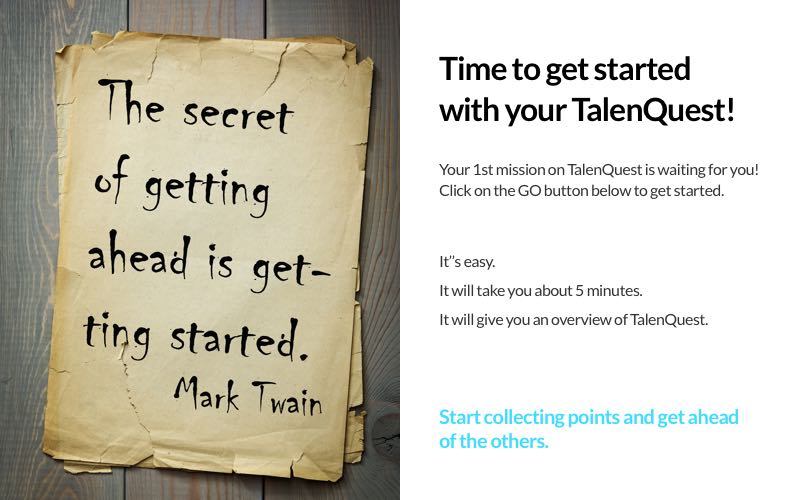 The secret
of getting
ahead is get-
ting started.
Mark Twain
Time to get started
with your TalenQuest!
Your 1st mission on TalenQuest is waiting for you!
Click on the GO button below to get started.
It''s easy.
It will take you about 5 minutes.
It will give you an overview of TalenQuest.
Start collecting points and get ahead
of the others.